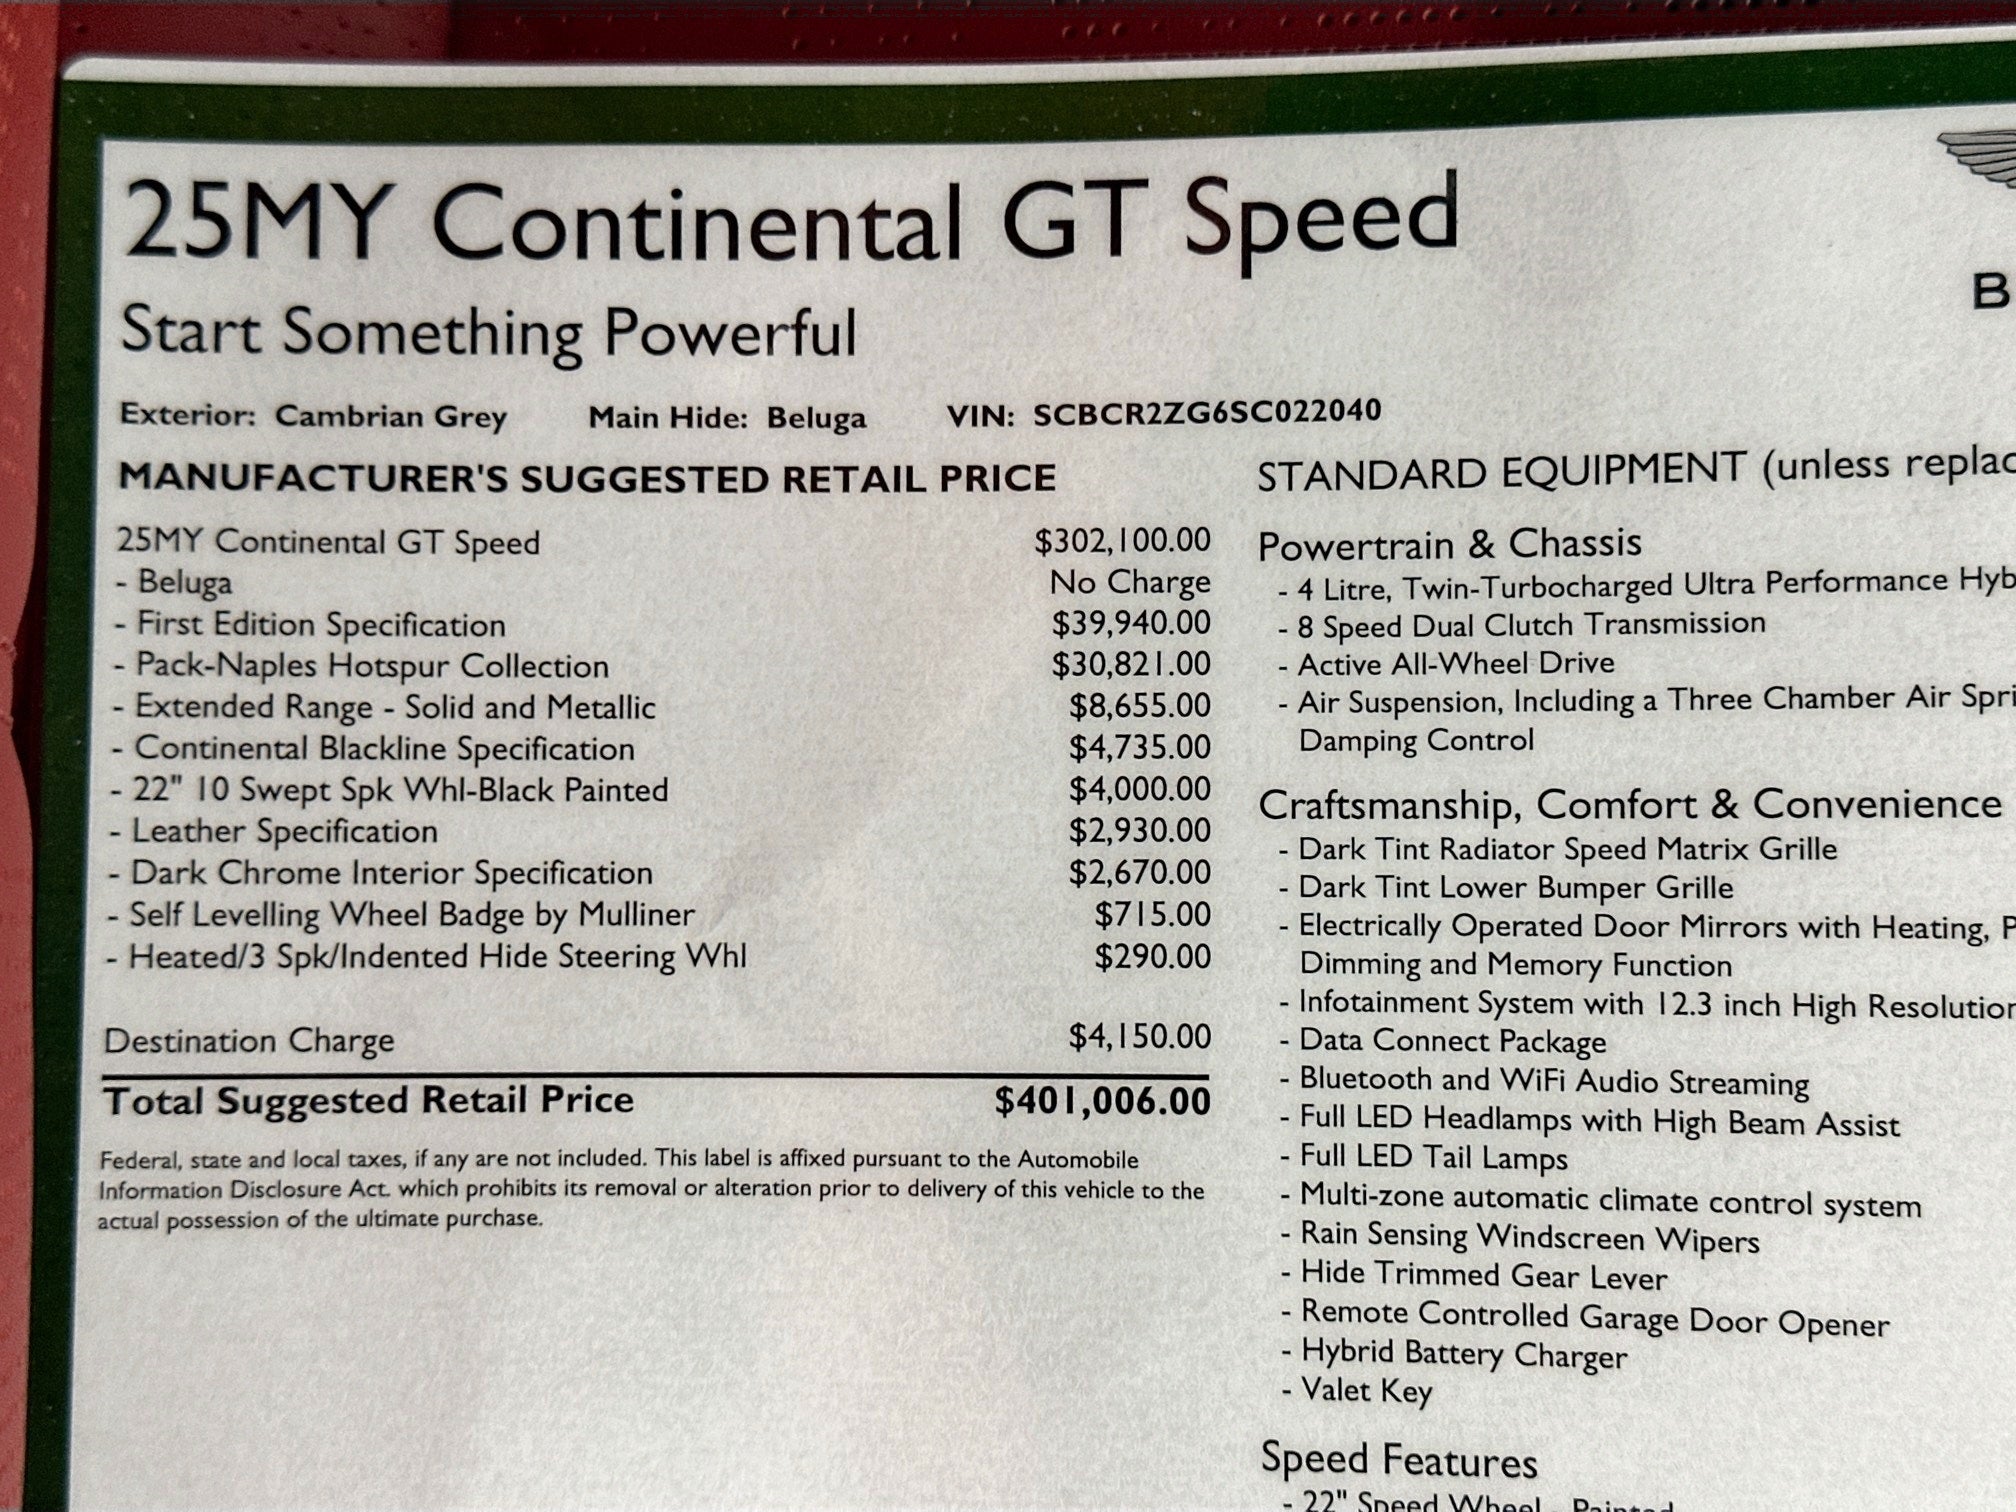 25MY Continental GT Speed
Start Something Powerful
Exterior: Cambrian Grey Main Hide: Beluga VIN: SCBCR2ZG6SC022040
MANUFACTURER'S SUGGESTED RETAIL PRICE
25MY Continental GT Speed $302,100.00
- Beluga No Charge
- First Edition Specification $39,940.00
- Pack-Naples Hotspur Collection $30,821.00
- Extended Range - Solid and Metallic $8,655.00
- Continental Blackline Specification $4,735.00
- 22" 10 Swept Spk Whl-Black Painted $4,000.00
- Leather Specification $2,930.00
- Dark Chrome Interior Specification $2,670.00
- Self Levelling Wheel Badge by Mulliner $715.00
- Heated/3 Spk/Indented Hide Steering Whl $290.00
Destination Charge $4,150.00
Total Suggested Retail Price $401,006.00
Federal, state and local taxes, if any are not included. This label is affixed pursuant to the Automobile
Information Disclosure Act. which prohibits its removal or alteration prior to delivery of this vehicle to the
actual possession of the ultimate purchase.
B
STANDARD EQUIPMENT (unless replac
Powertrain & Chassis
- 4 Litre, Twin-Turbocharged Ultra Performance Hyb
- 8 Speed Dual Clutch Transmission
- Active All-Wheel Drive
- Air Suspension, Including a Three Chamber Air Spri
Damping Control
Craftsmanship, Comfort & Convenience
- Dark Tint Radiator Speed Matrix Grille
- Dark Tint Lower Bumper Grille
- Electrically Operated Door Mirrors with Heating, P
Dimming and Memory Function
- Infotainment System with 12.3 inch High Resolution
- Data Connect Package
- Bluetooth and WiFi Audio Streaming
- Full LED Headlamps with High Beam Assist
- Full LED Tail Lamps
- Multi-zone automatic climate control system
- Rain Sensing Windscreen Wipers
- Hide Trimmed Gear Lever
- Remote Controlled Garage Door Opener
- Hybrid Battery Charger
- Valet Key
Speed Features
- 22" Speed Wheel - Painted